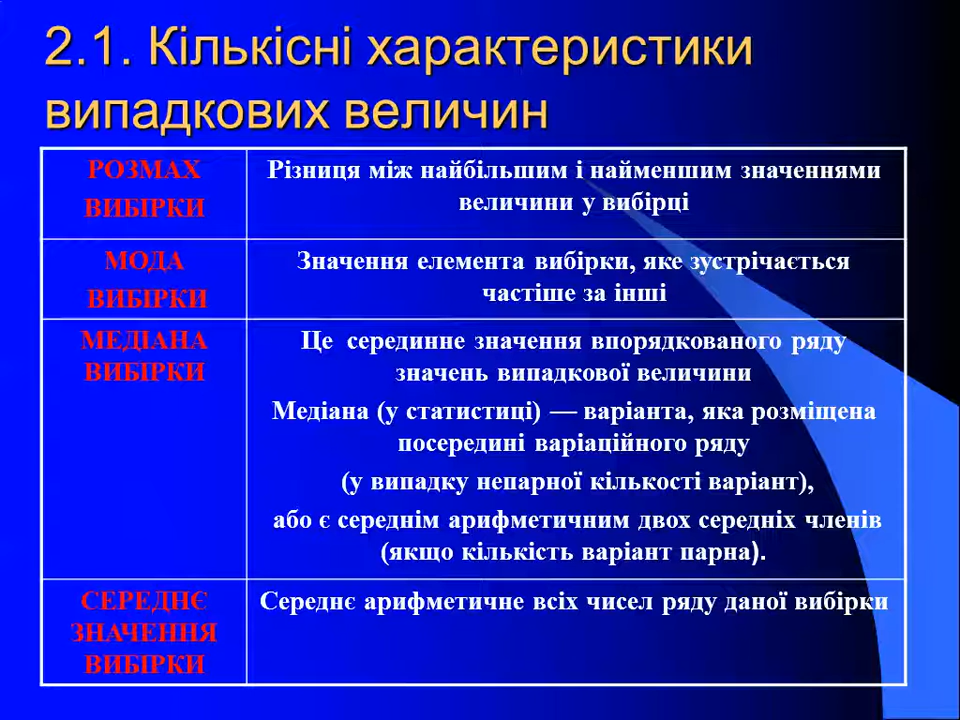 2.1. Кількісні характеристики
випадкових величин
РОЗМАХ
ВИБІРКИ
Різниця між найбільшим і найменшим значеннями
величини у вибірці
МОДА
ВИБІРКИ
Значення елемента вибірки, яке зустрічається
частіше за інші
МЕДІАНА
ВИБІРКИ
Це серединне значення впорядкованого ряду
значень випадкової величини
Медіана (у статистиці) — варіанта, яка розміщена
посередині варіаційного ряду
(у випадку непарної кількості варіант),
або є середнім арифметичним двох середніх членів
(якщо кількість варіант парна).
СЕРЕДНЄ
ЗНАЧЕННЯ
ВИБІРКИ
Середнє арифметичне всіх чисел ряду даної вибірки